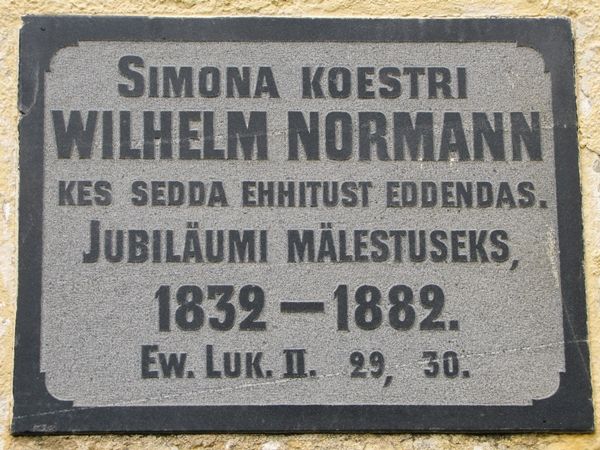 SIMONA KOESTRI
WILHELM NORMANN
KES SEDDA EHHITUST EDDENDAS.
JUBILÄUMI MÄLESTUSEKS,
1832—1882.
EW. LUK. II. 29, 30.